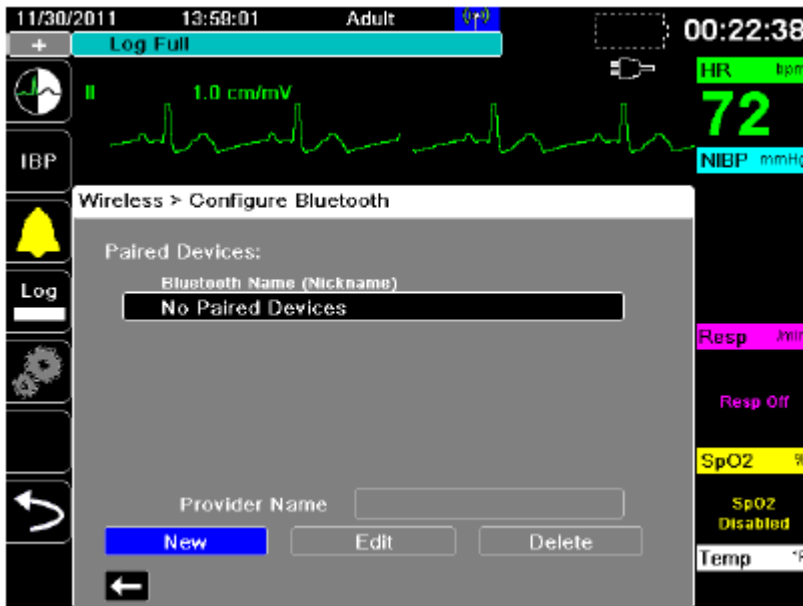 11/30/2011 13:59:01 Adult
00:22:38
+ Log Full
HR bpm
II 1.0 cm/mV
72
IBP
NIBP mmHg
Wireless > Configure Bluetooth
Paired Devices:
Bluetooth Name (Nickname)
Log
No Paired Devices
Resp /min
Resp Off
SpO2 %
Provider Name
SpO2
Disabled
New Edit Delete
Temp °F